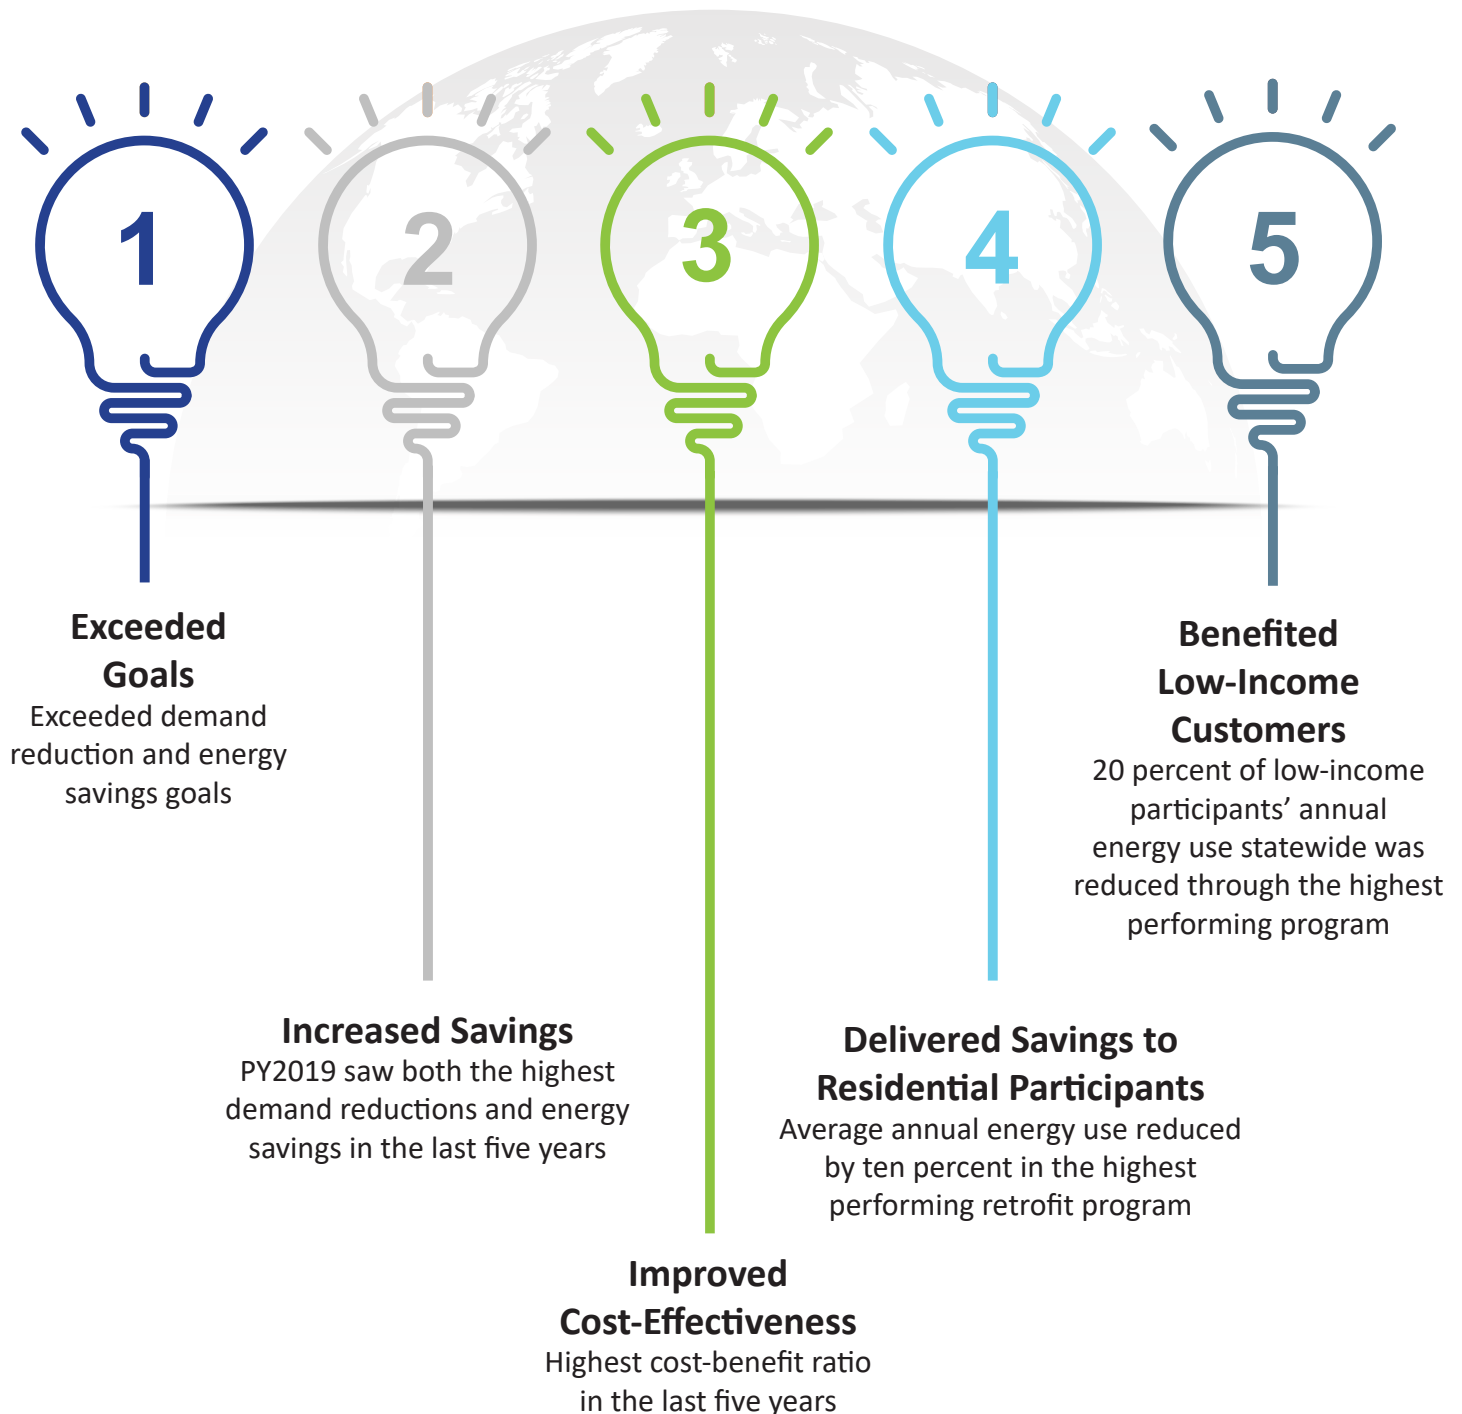 1
Exceeded
Goals
Exceeded demand
reduction and energy
savings goals
2
Increased Savings
PY2019 saw both the highest
demand reductions and energy
savings in the last five years
3
Improved
Cost-Effectiveness
Highest cost-benefit ratio
in the last five years
4
Delivered Savings to
Residential Participants
Average annual energy use reduced
by ten percent in the highest
performing retrofit program
5
Benefited
Low-Income
Customers
20 percent of low-income
participants’ annual
energy use statewide was
reduced through the highest
performing program